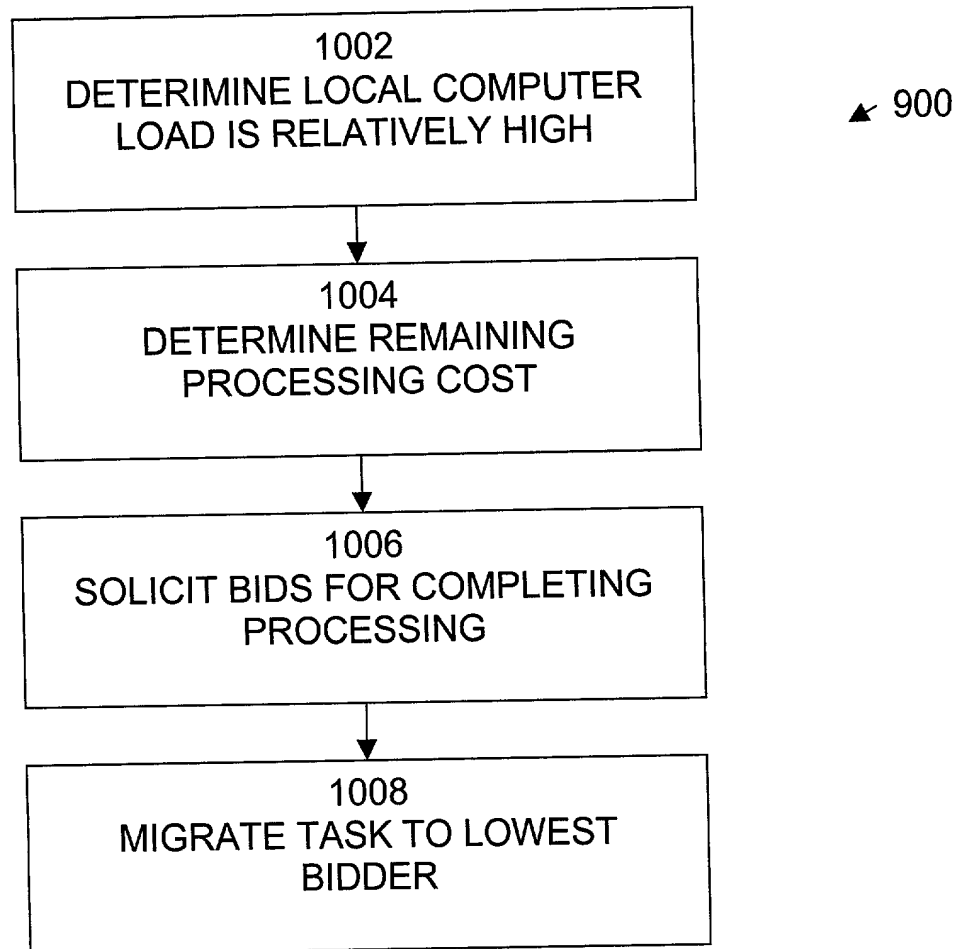 1002
DETERIMINE LOCAL COMPUTER
LOAD IS RELATIVELY HIGH
900
1004
DETERMINE REMAINING
PROCESSING COST
1006
SOLICIT BIDS FOR COMPLETING
PROCESSING
1008
MIGRATE TASK TO LOWEST
BIDDER